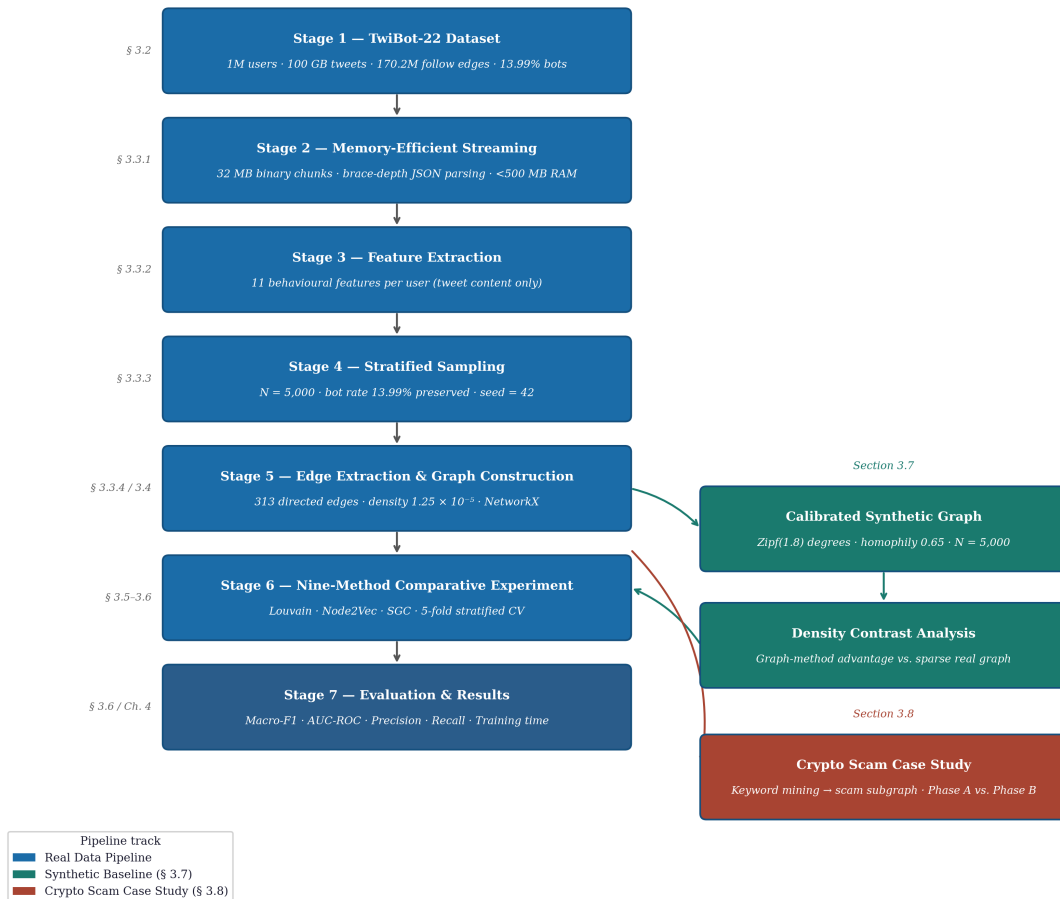 § 3.2
Stage 1 — TwiBot-22 Dataset
1M users · 100 GB tweets · 170.2M follow edges · 13.99% bots
§ 3.3.1
Stage 2 — Memory-Efficient Streaming
32 MB binary chunks · brace-depth JSON parsing · <500 MB RAM
§ 3.3.2
Stage 3 — Feature Extraction
11 behavioural features per user (tweet content only)
§ 3.3.3
Stage 4 — Stratified Sampling
N = 5,000 · bot rate 13.99% preserved · seed = 42
§ 3.3.4 / 3.4
Stage 5 — Edge Extraction & Graph Construction
313 directed edges · density 1.25 × 10⁻⁵ · NetworkX
§ 3.5–3.6
Stage 6 — Nine-Method Comparative Experiment
Louvain · Node2Vec · SGC · 5-fold stratified CV
§ 3.6 / Ch. 4
Stage 7 — Evaluation & Results
Macro-F1 · AUC-ROC · Precision · Recall · Training time
Section 3.7
Calibrated Synthetic Graph
Zipf(1.8) degrees · homophily 0.65 · N = 5,000
Density Contrast Analysis
Graph-method advantage vs. sparse real graph
Section 3.8
Crypto Scam Case Study
Keyword mining → scam subgraph · Phase A vs. Phase B
Pipeline track
Real Data Pipeline
Synthetic Baseline (§ 3.7)
Crypto Scam Case Study (§ 3.8)